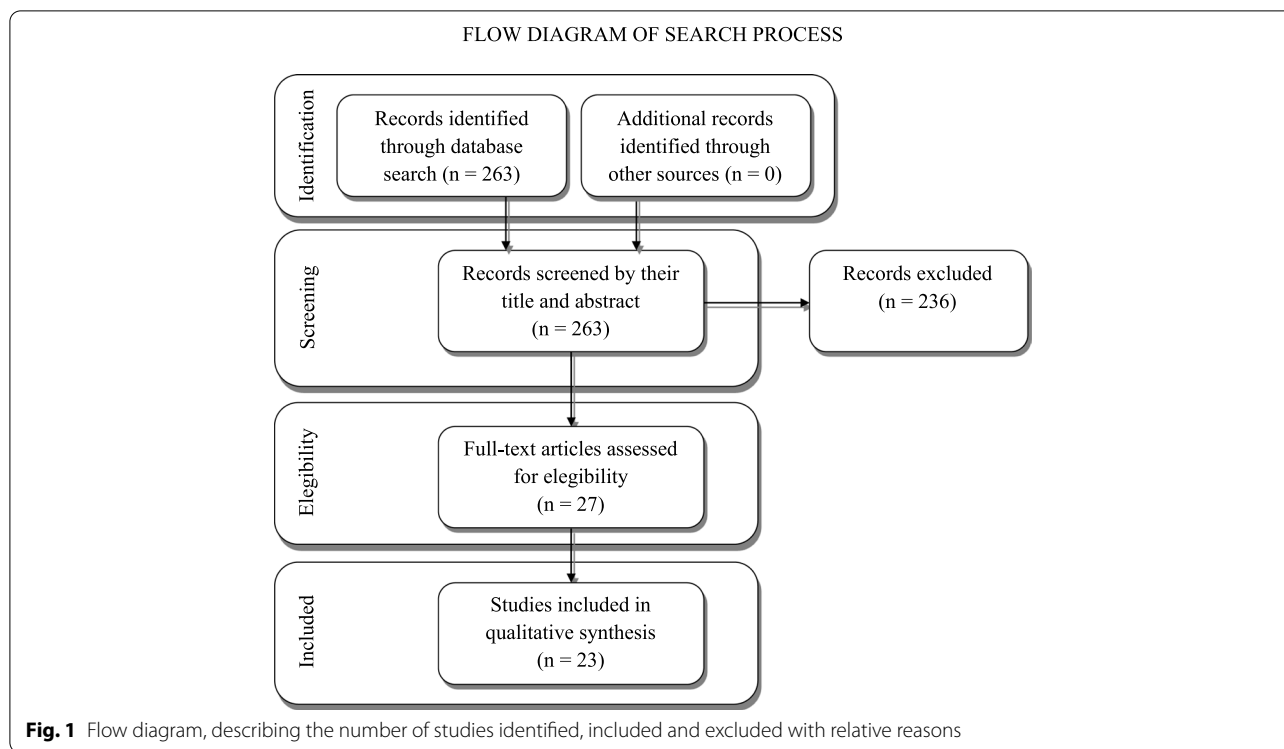 FLOW DIAGRAM OF SEARCH PROCESS
Identification
Records identified
through database
search (n = 263)
Additional records
identified through
other sources (n = 0)
Screening
Records screened by their
title and abstract
(n = 263)
Records excluded
(n = 236)
Elegibility
Full-text articles assessed
for elegibility
(n = 27)
Included
Studies included in
qualitative synthesis
(n = 23)
Fig. 1 Flow diagram, describing the number of studies identified, included and excluded with relative reasons